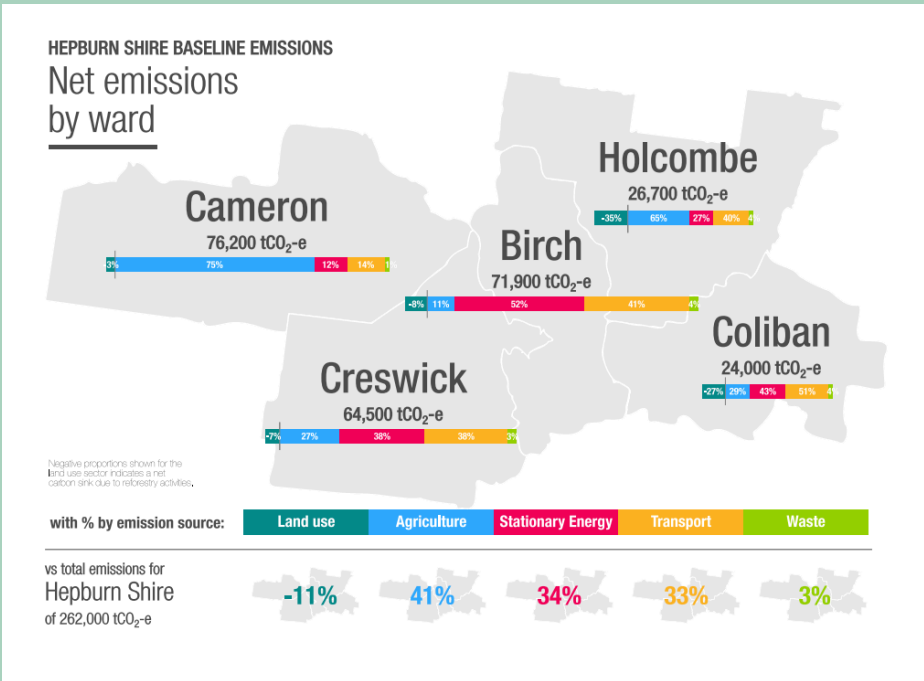 HEPBURN SHIRE BASELINE EMISSIONS
Net emissions
by ward
Holcombe
26,700 tCO₂-e
-35% 65% 27% 40% 4%
Cameron
76,200 tCO₂-e
-3% 75% 12% 14% 1%
Birch
71,900 tCO₂-e
-8% 11% 52% 41% 4%
Coliban
24,000 tCO₂-e
-27% 29% 43% 51% 4%
Creswick
64,500 tCO₂-e
-7% 27% 38% 38% 3%
Negative proportions shown for the
land use sector indicates a net
carbon sink due to reforestry activities.
with % by emission source:
Land use Agriculture Stationary Energy Transport Waste
vs total emissions for
Hepburn Shire
of 262,000 tCO₂-e
-11% 41% 34% 33% 3%